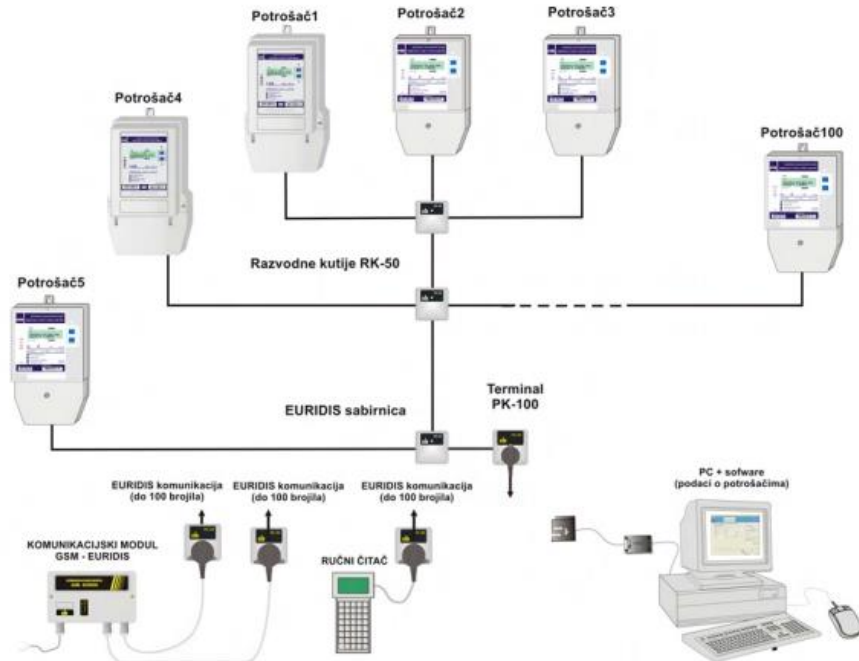 Potrošač1
Potrošač2
Potrošač3
Potrošač4
Potrošač100
Razvodne kutije RK-50
Potrošač5
EURIDIS sabirnica
Terminal
PK-100
EURIDIS komunikacija
(do 100 brojila)
EURIDIS komunikacija
(do 100 brojila)
EURIDIS komunikacija
(do 100 brojila)
PC + sofware
(podaci o potrošačima)
KOMUNIKACIJSKI MODUL
GSM - EURIDIS
RUČNI ČITAČ